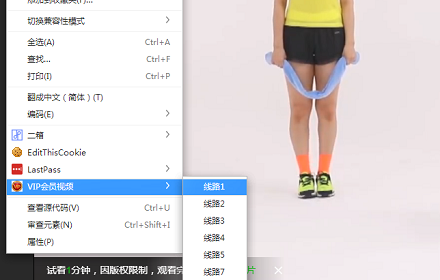 切换兼容性模式
全选(A) Ctrl+A
查找... Ctrl+F
打印(I) Ctrl+P
翻成中文（简体）(T)
编码(E)
二箱
EditThisCookie
LastPass
VIP会员视频
线路1
查看源代码(V) Ctrl+U
线路2
审查元素(N) Ctrl+Shift+I
线路3
属性(P)
线路4
线路5
试看1分钟，因版权限制，观看完
片
线路7